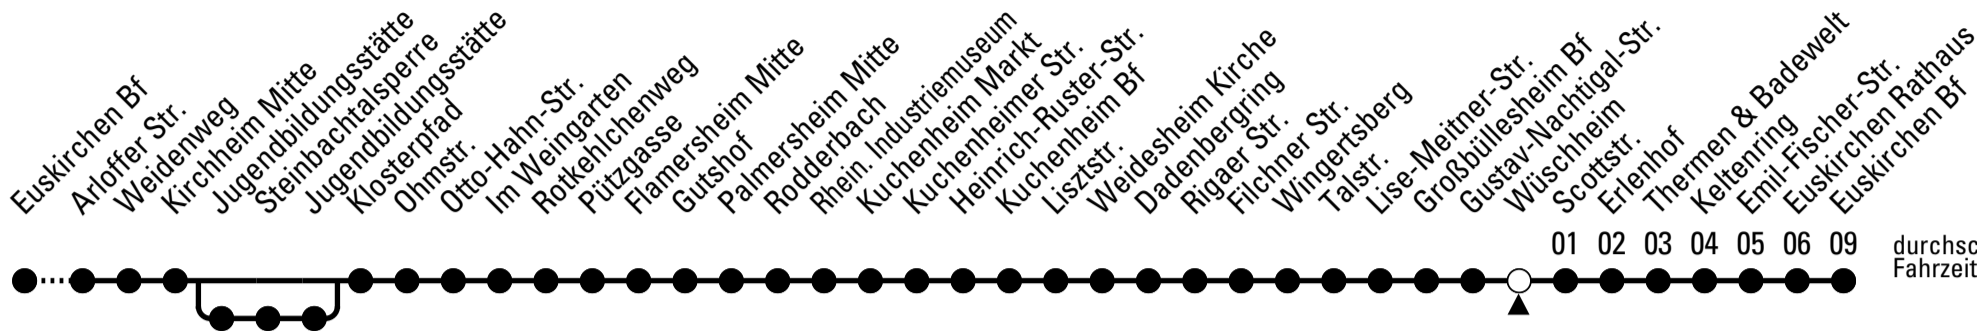 Euskirchen Bf
Arloffer Str.
Weidenweg
Kirchheim Mitte
Jugendbildungsstätte
Steinbachtalsperre
Jugendbildungsstätte
Klosterpfad
Ohmstr.
Otto-Hahn-Str.
Im Weingarten
Rotkehlchenweg
Pützgasse
Flamersheim Mitte
Gutshof
Palmersheim Mitte
Rodderbach
Rhein. Industriemuseum
Kuchenheim Markt
Kuchenheimer Str.
Heinrich-Ruster-Str.
Kuchenheim Bf
Lisztstr.
Weidesheim Kirche
Dadenbergring
Rigaer Str.
Filchner Str.
Wingertsberg
Talstr.
Lise-Meitner-Str.
Großbüllesheim Bf
Gustav-Nachtigal-Str.
Wüschheim
Scottstr.
Erlenhof
Thermen & Badewelt
Keltenring
Emil-Fischer-Str.
Euskirchen Rathaus
Euskirchen Bf
01 02 03 04 05 06 09
durchsc
Fahrzeit